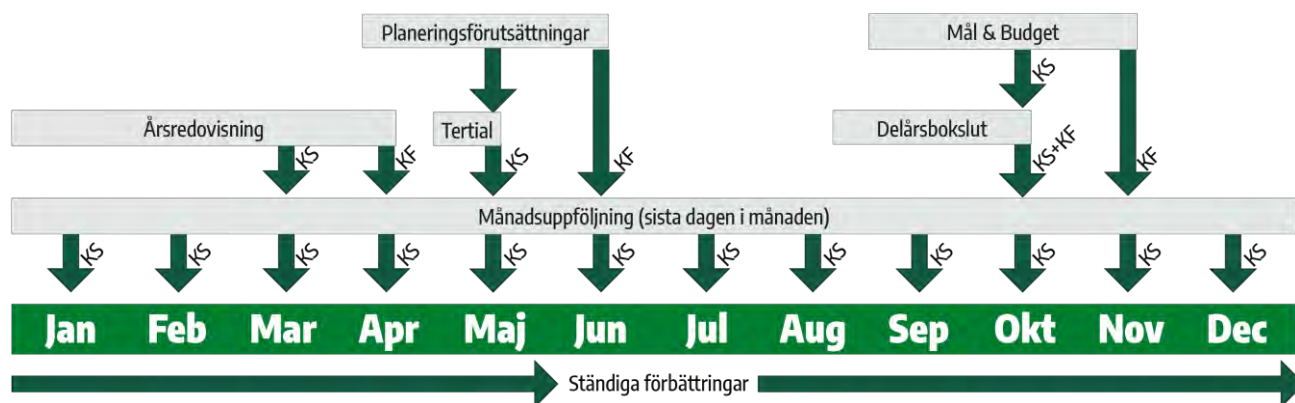 Planeringsförutsättningar
Mål & Budget
KS
Årsredovisning
Tertial
Delårsbokslut
KS
KF
KS
KF
KS+KF
KF
Månadsuppföljning (sista dagen i månaden)
KS
KS
KS
KS
KS
KS
KS
KS
KS
KS
KS
KS
Jan Feb Mar Apr Maj Jun Jul Aug Sep Okt Nov Dec
Ständiga förbättringar